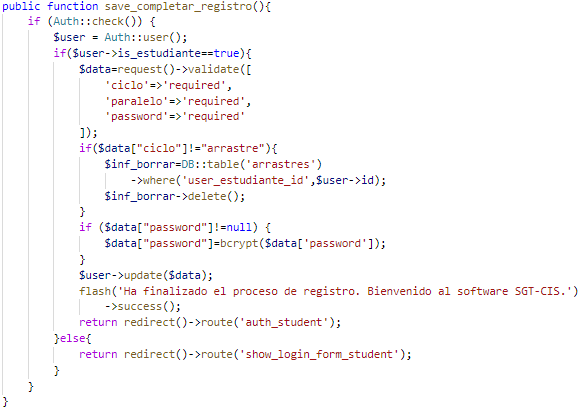 public function save_completar_registro(){
    if (Auth::check()) {
        $user = Auth::user();
        if($user->is_estudiante==true){
            $data=request()->validate([
                'ciclo'=>'required',
                'paralelo'=>'required',
                'password'=>'required'
            ]);
            if($data["ciclo"]!="arrastre"){
                $inf_borrar=DB::table('arrastres')
                    ->where('user_estudiante_id',$user->id);
                $inf_borrar->delete();
            }
            if ($data["password"]!=null) {
                $data["password"]=bcrypt($data['password']);
            }
            $user->update($data);
            flash('Ha finalizado el proceso de registro. Bienvenido al software SGT-CIS.')
                ->success();
            return redirect()->route('auth_student');
        }else{
            return redirect()->route('show_login_form_student');
        }
    }
}